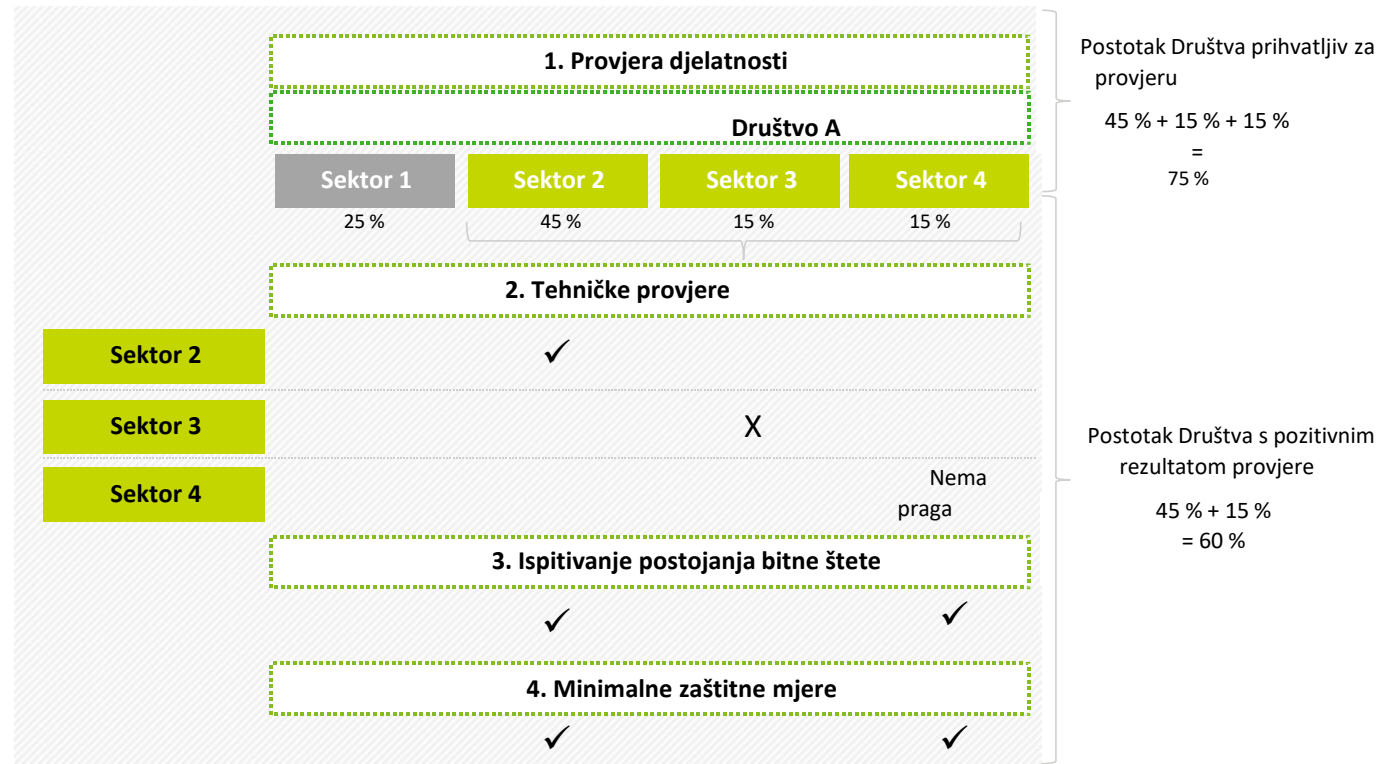 1. Provjera djelatnosti
Društvo A
Sektor 1
Sektor 2
Sektor 3
Sektor 4
25 %
45 %
15 %
15 %
Postotak Društva prihvatljiv za
provjeru
45 % + 15 % + 15 %
=
75 %
2. Tehničke provjere
Sektor 2
✓
Sektor 3
X
Sektor 4
Nema
praga
3. Ispitivanje postojanja bitne štete
✓
✓
4. Minimalne zaštitne mjere
✓
✓
Postotak Društva s pozitivnim
rezultatom provjere
45 % + 15 %
= 60 %